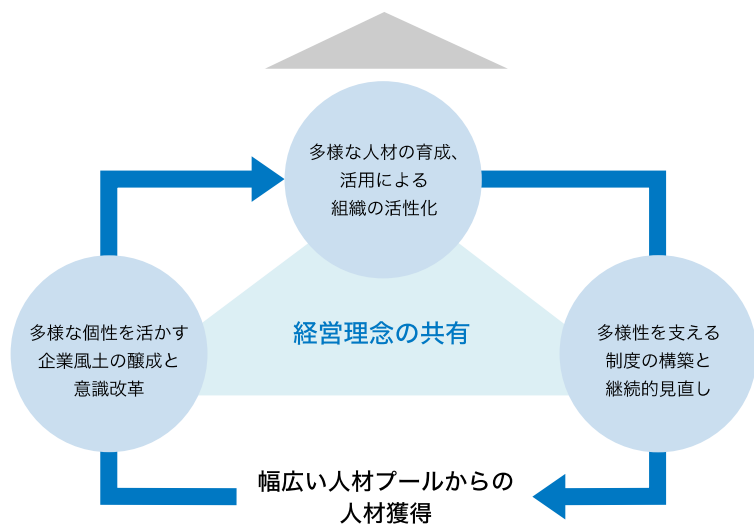 多様な人材の育成、
活用による
組織の活性化
経営理念の共有
多様な個性を活かす
企業風土の醸成と
意識改革
多様性を支える
制度の構築と
継続的見直し
幅広い人材プールからの
人材獲得